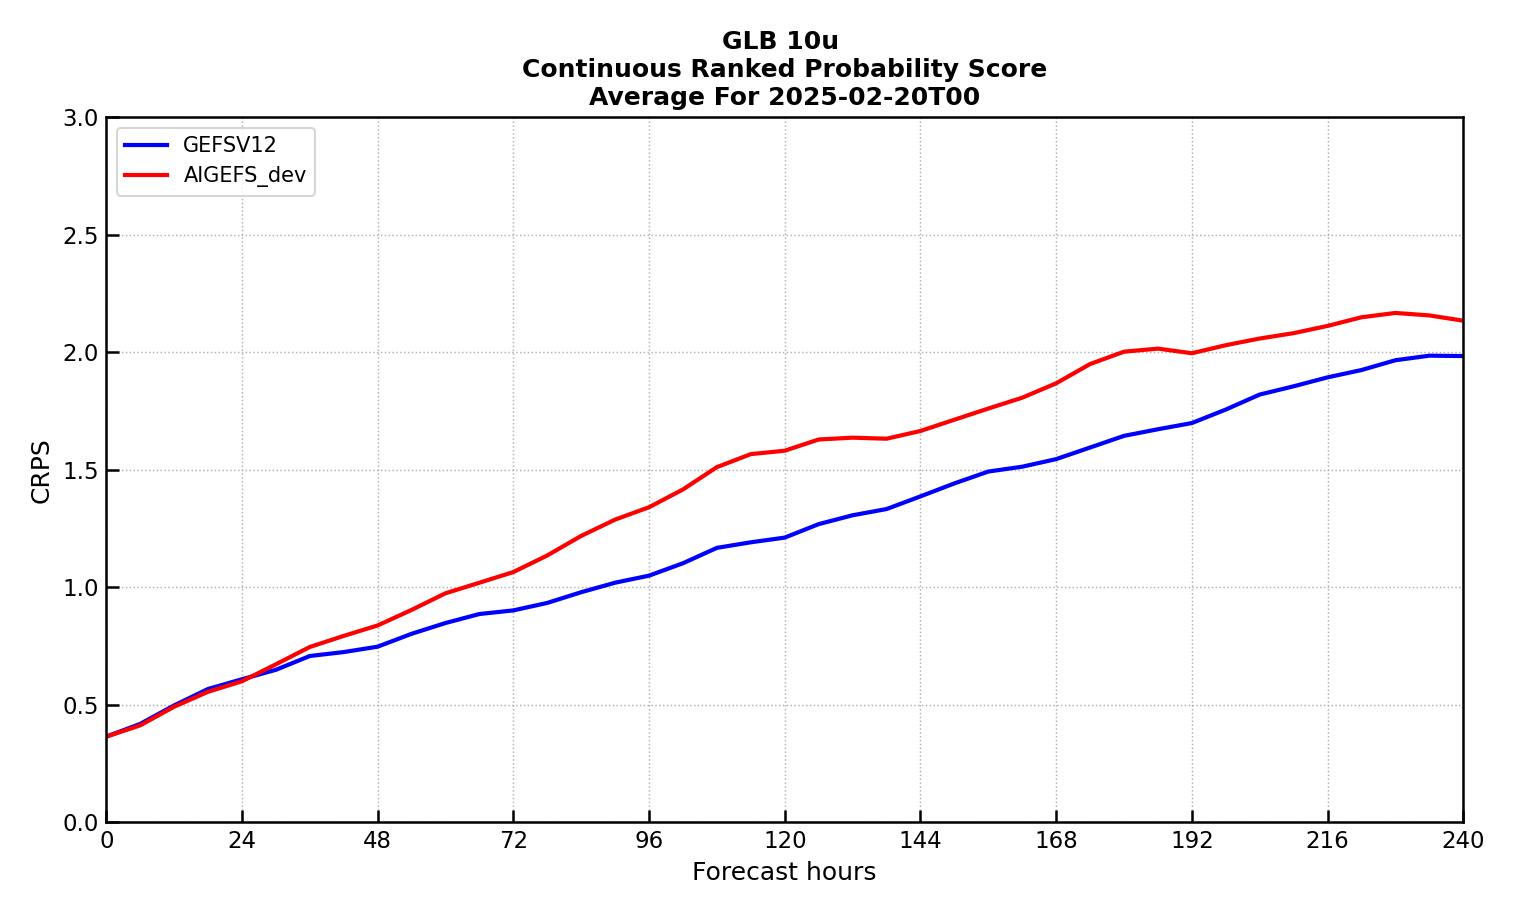 GLB 10u
Continuous Ranked Probability Score
Average For 2025-02-20T00
GEFSV12
AIGEFS_dev
3.0
2.5
2.0
1.5
1.0
0.5
0.0
CRPS
0 24 48 72 96 120 144 168 192 216 240
Forecast hours